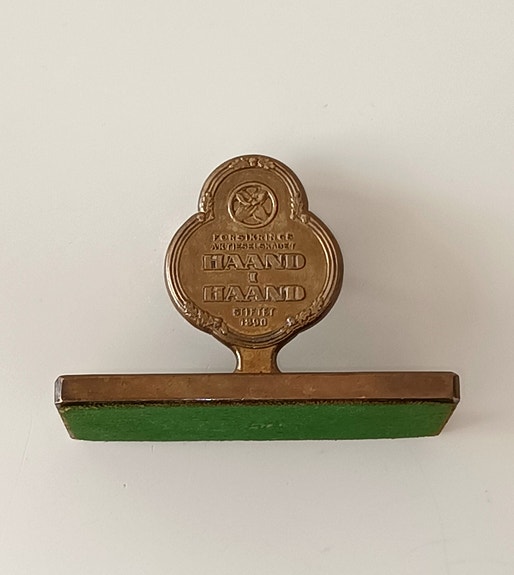 FORSIKRINGS
AKTIESELSKABET
HAAND
I
HAAND
STIFTET
1890